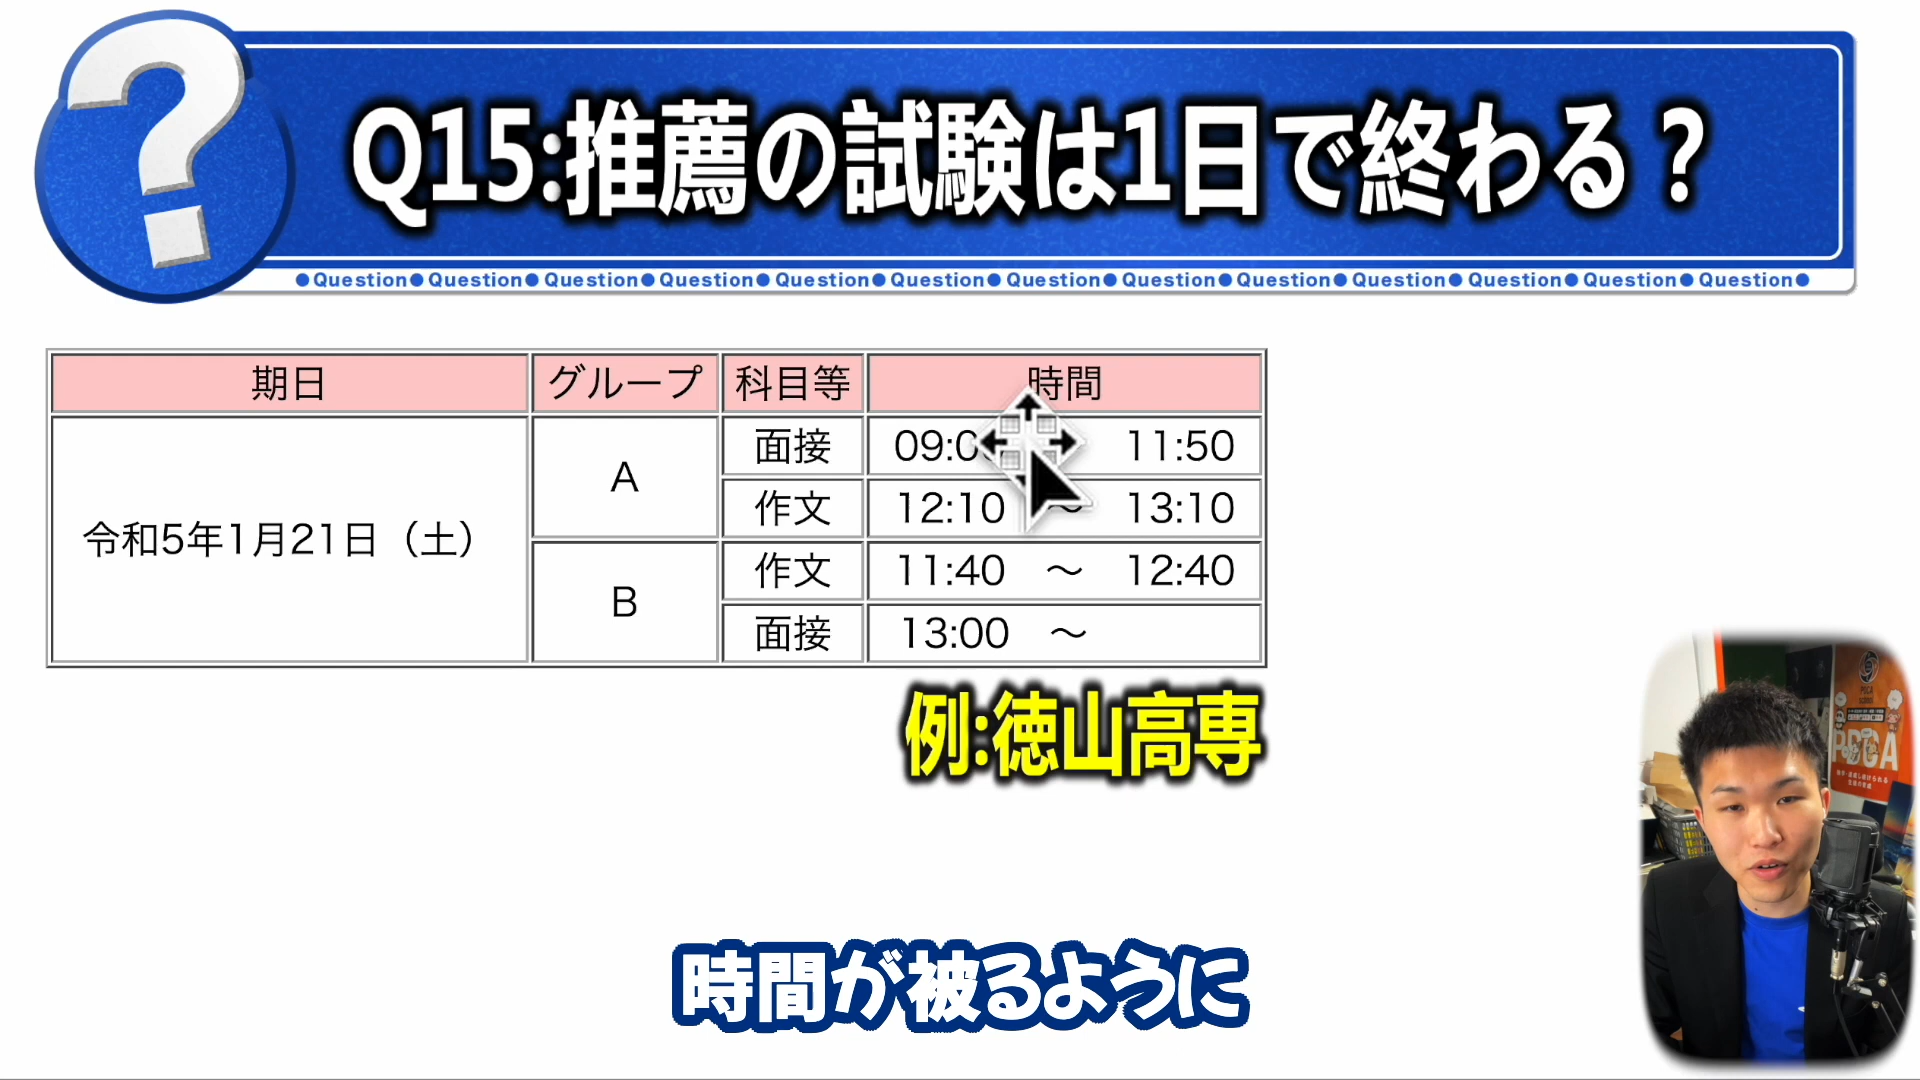 Q15:推薦の試験は1日で終わる？
●Question●Question●Question●Question●Question●Question●Question●Question●Question●Question●Question●Question●Question●
期日 グループ 科目等 時間
令和5年1月21日（土） A 面接 09:0 11:50
作文 12:10 ～ 13:10
B 作文 11:40 ～ 12:40
面接 13:00 ～
例:徳山高専
PDCA
時間が被るように